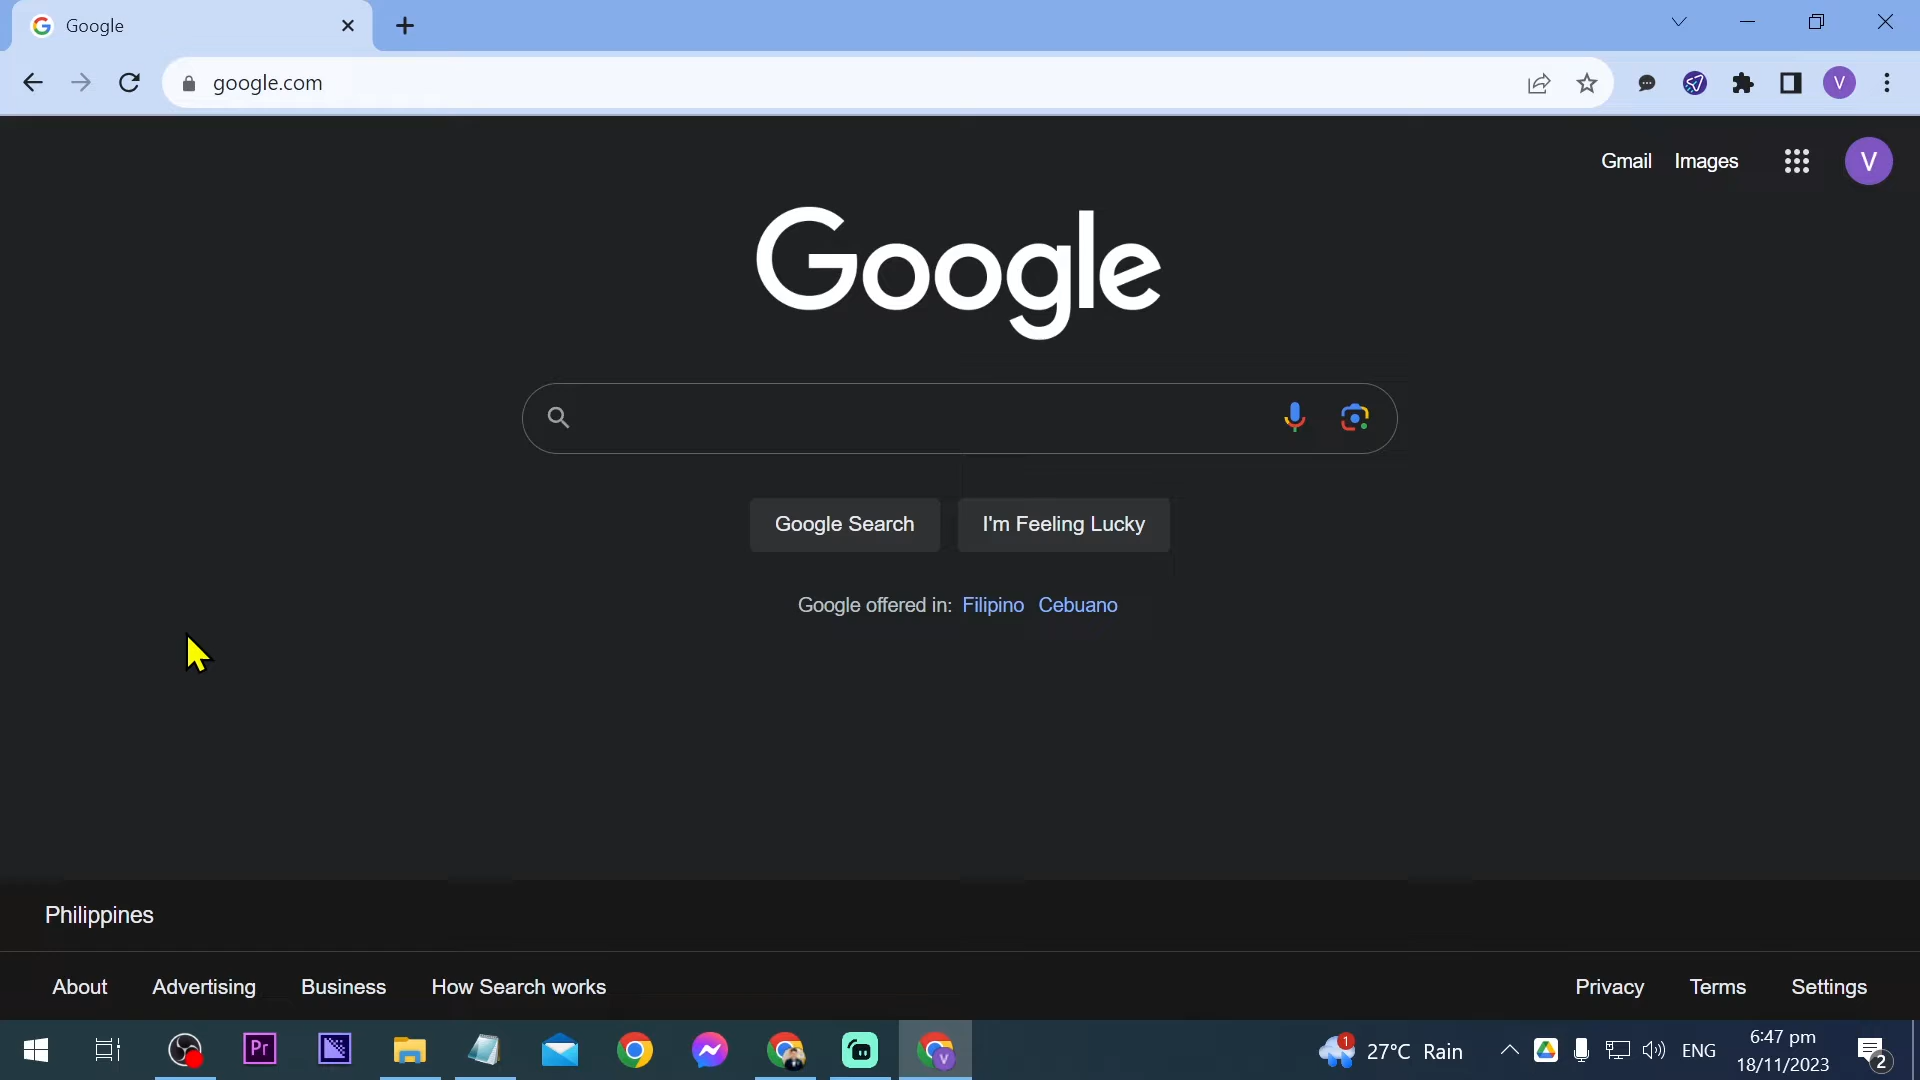 Google
google.com
V
Gmail Images
V
Google
Google Search
I'm Feeling Lucky
Google offered in: Filipino Cebuano
Philippines
About Advertising Business How Search works
Privacy Terms Settings
Pr
V
1
27°C Rain
ENG
6:47 pm
18/11/2023
2